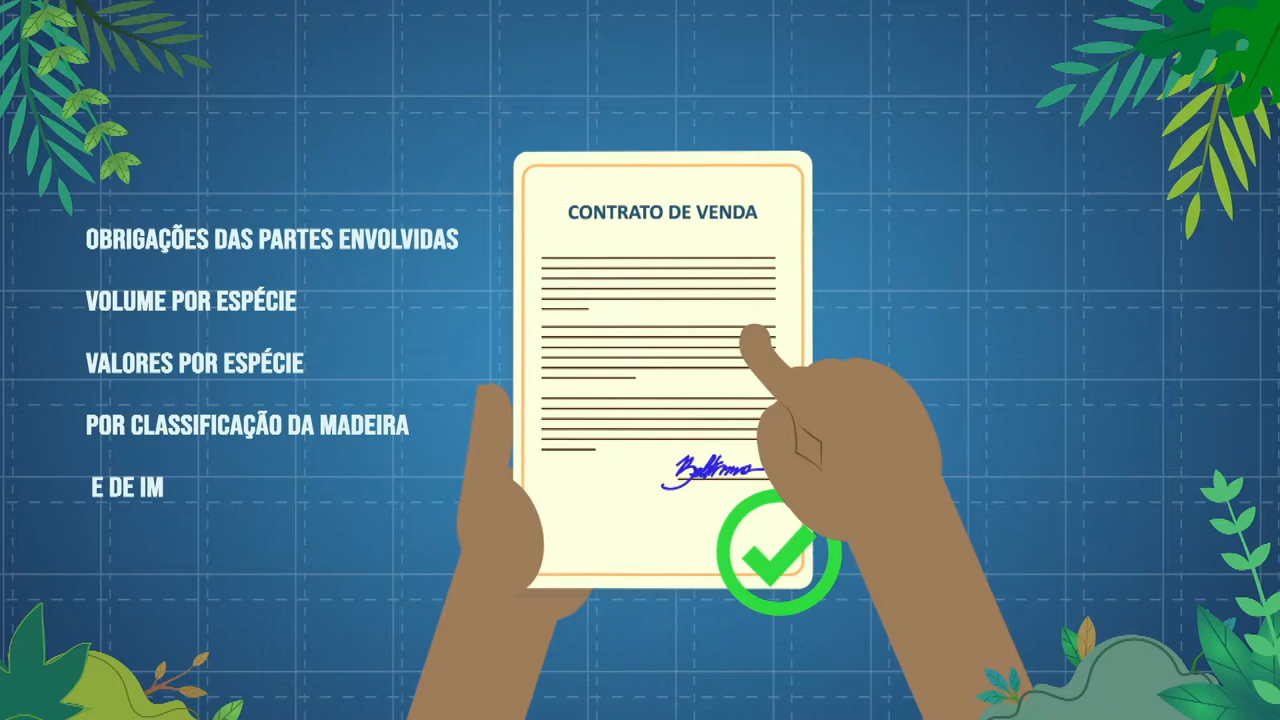 OBRIGAÇÕES DAS PARTES ENVOLVIDAS
VOLUME POR ESPÉCIE
VALORES POR ESPÉCIE
POR CLASSIFICAÇÃO DA MADEIRA
E DE IM
CONTRATO DE VENDA